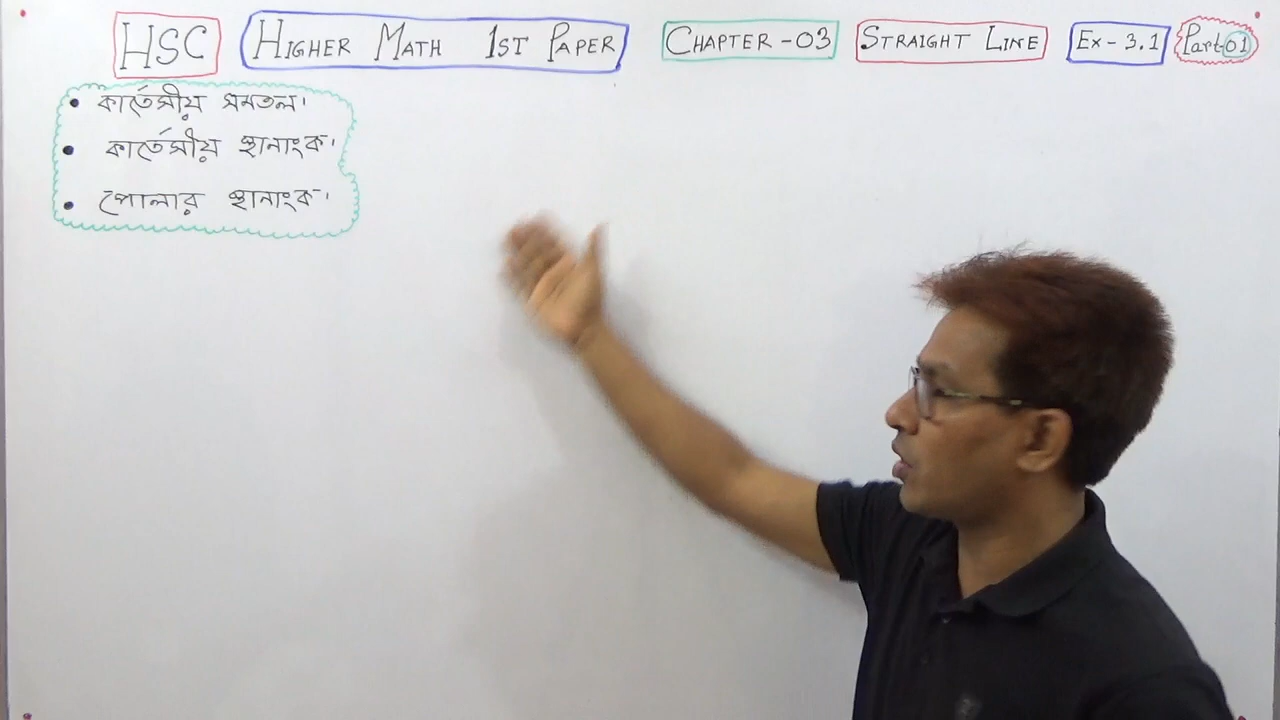 HSC HIGHER MATH 1ST PAPER CHAPTER-03 STRAIGHT LINE Ex-3.1 Part-01
• কার্তেসীয় সমতল।
• কার্তেসীয় স্থানাংক।
• পোলার স্থানাংক।